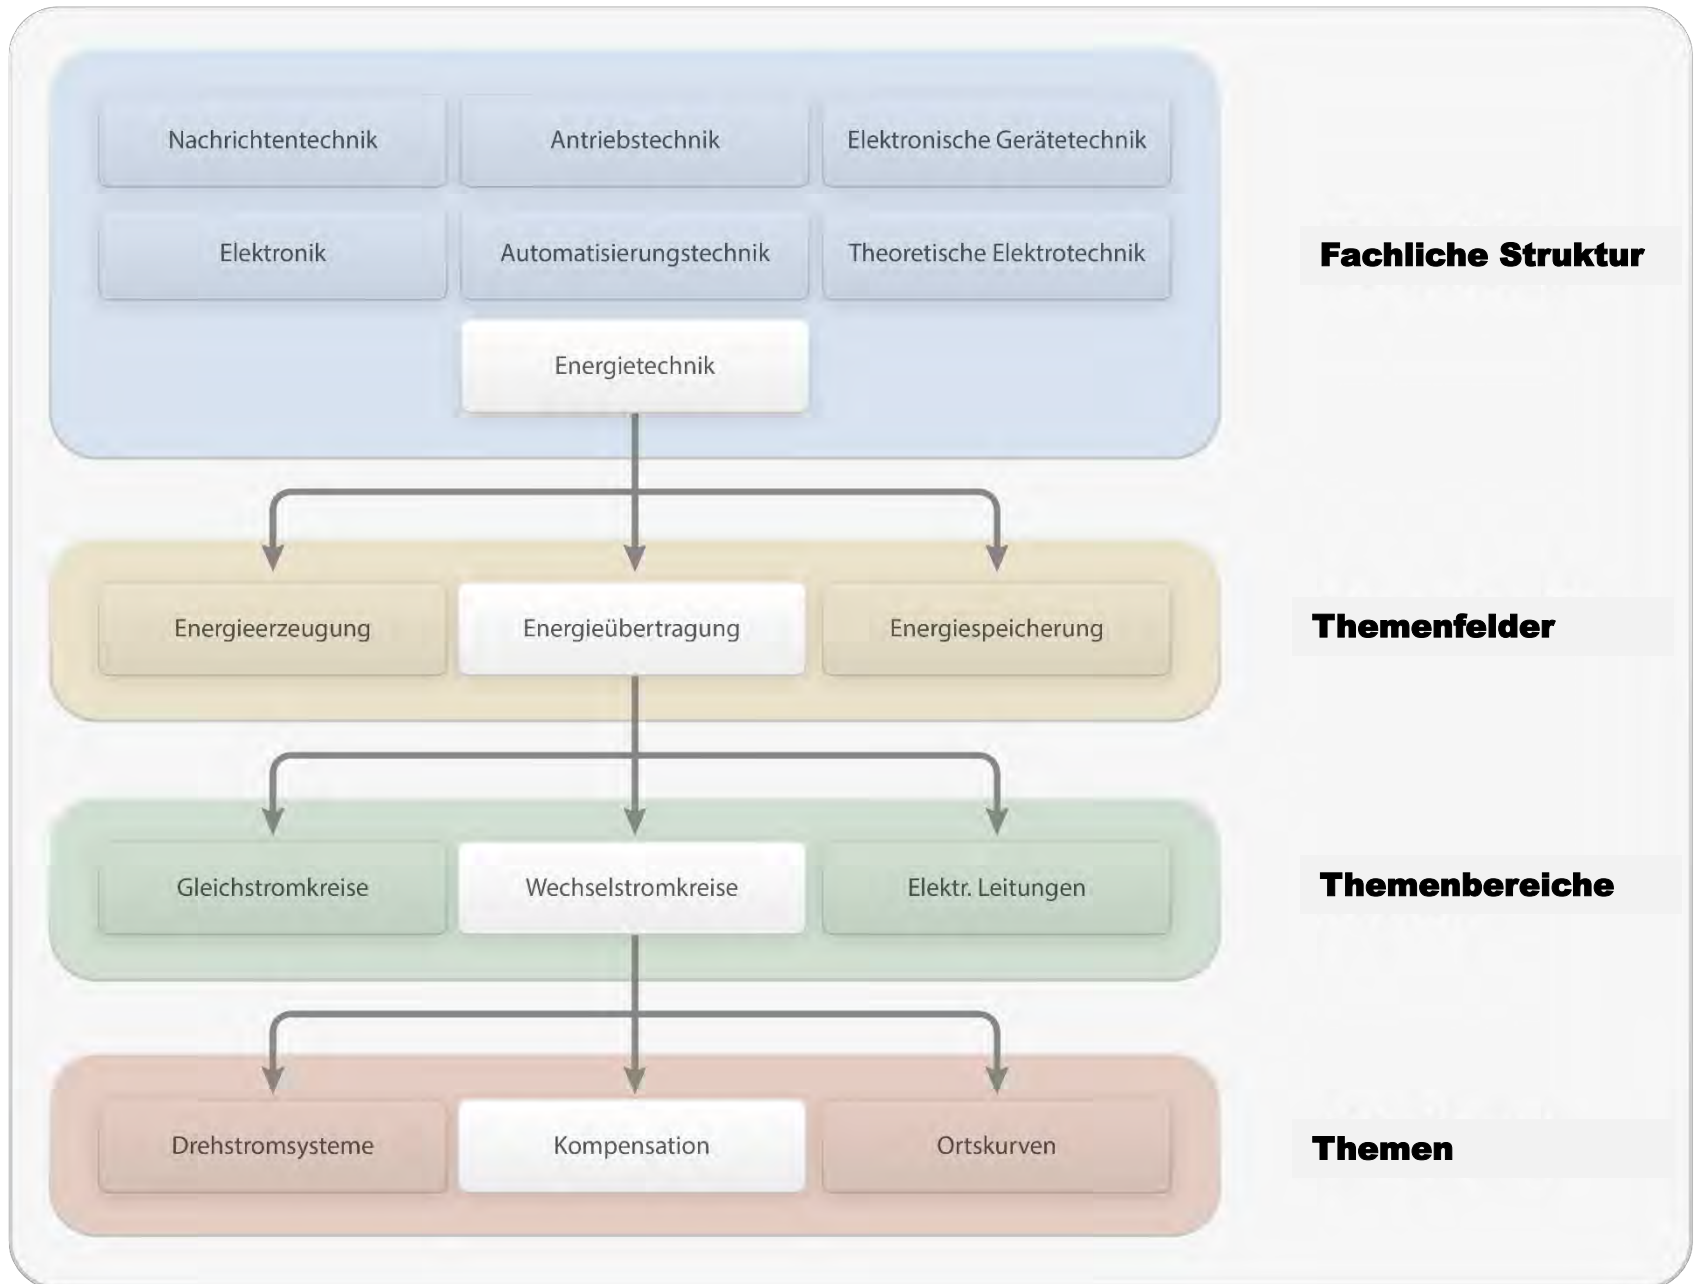 Nachrichtentechnik
Antriebstechnik
Elektronische Gerätetechnik
Elektronik
Automatisierungstechnik
Theoretische Elektrotechnik
Fachliche Struktur
Energietechnik
Energieerzeugung
Energieübertragung
Energiespeicherung
Themenfelder
Gleichstromkreise
Wechselstromkreise
Elektr. Leitungen
Themenbereiche
Drehstromsysteme
Kompensation
Ortskurven
Themen